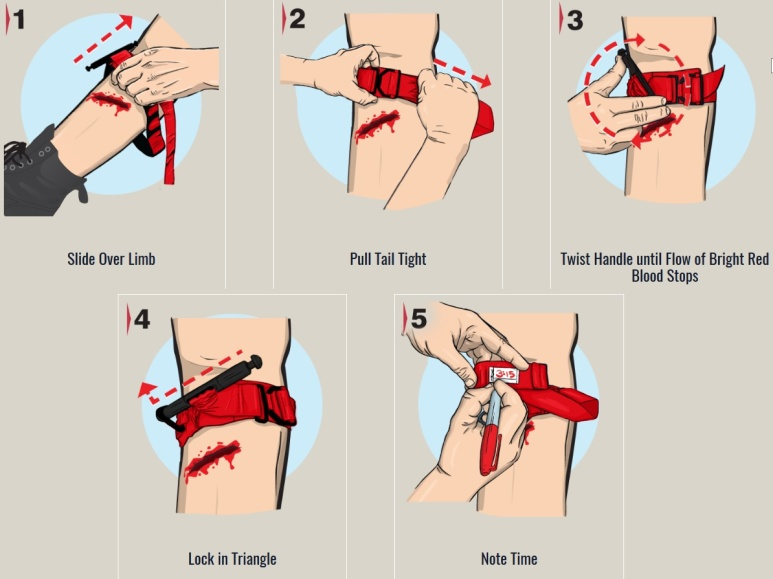 1
Slide Over Limb
2
Pull Tail Tight
3
Twist Handle until Flow of Bright Red
Blood Stops
4
Lock in Triangle
5
3:15
Note Time